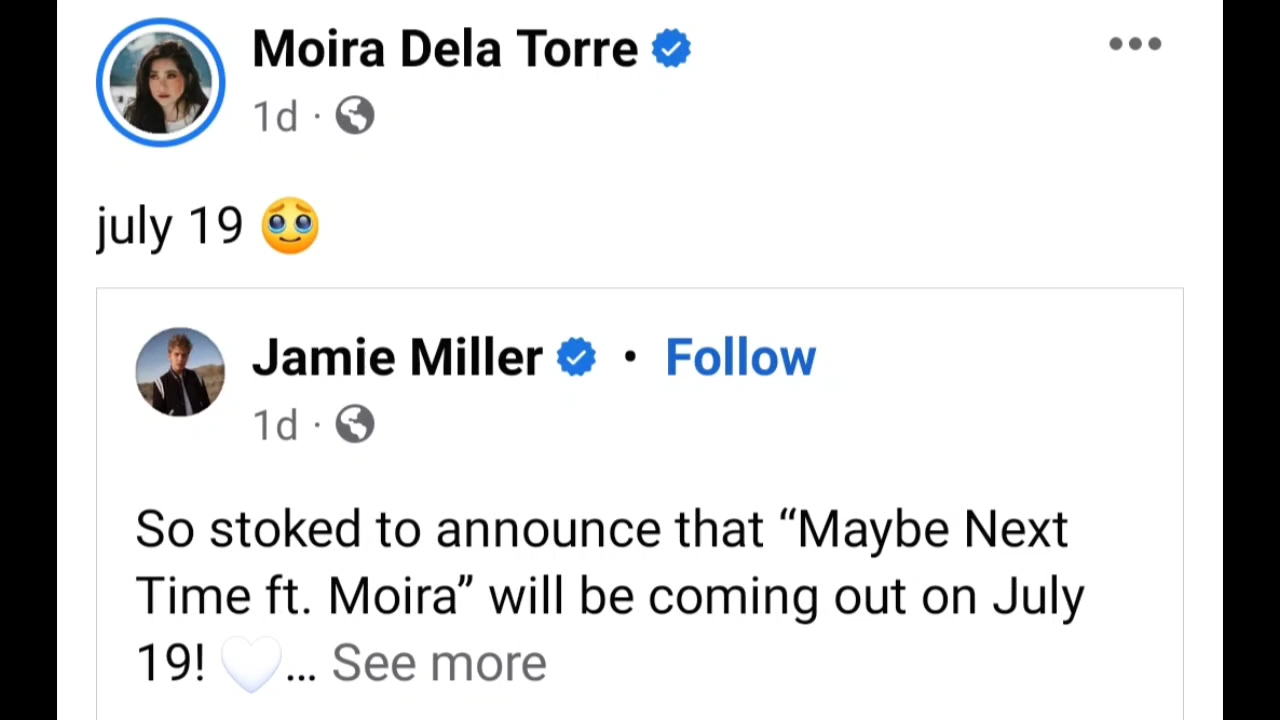 Moira Dela Torre
1d ·
july 19 🥹
Jamie Miller • Follow
1d ·
So stoked to announce that “Maybe Next
Time ft. Moira” will be coming out on July
19! 🤍... See more